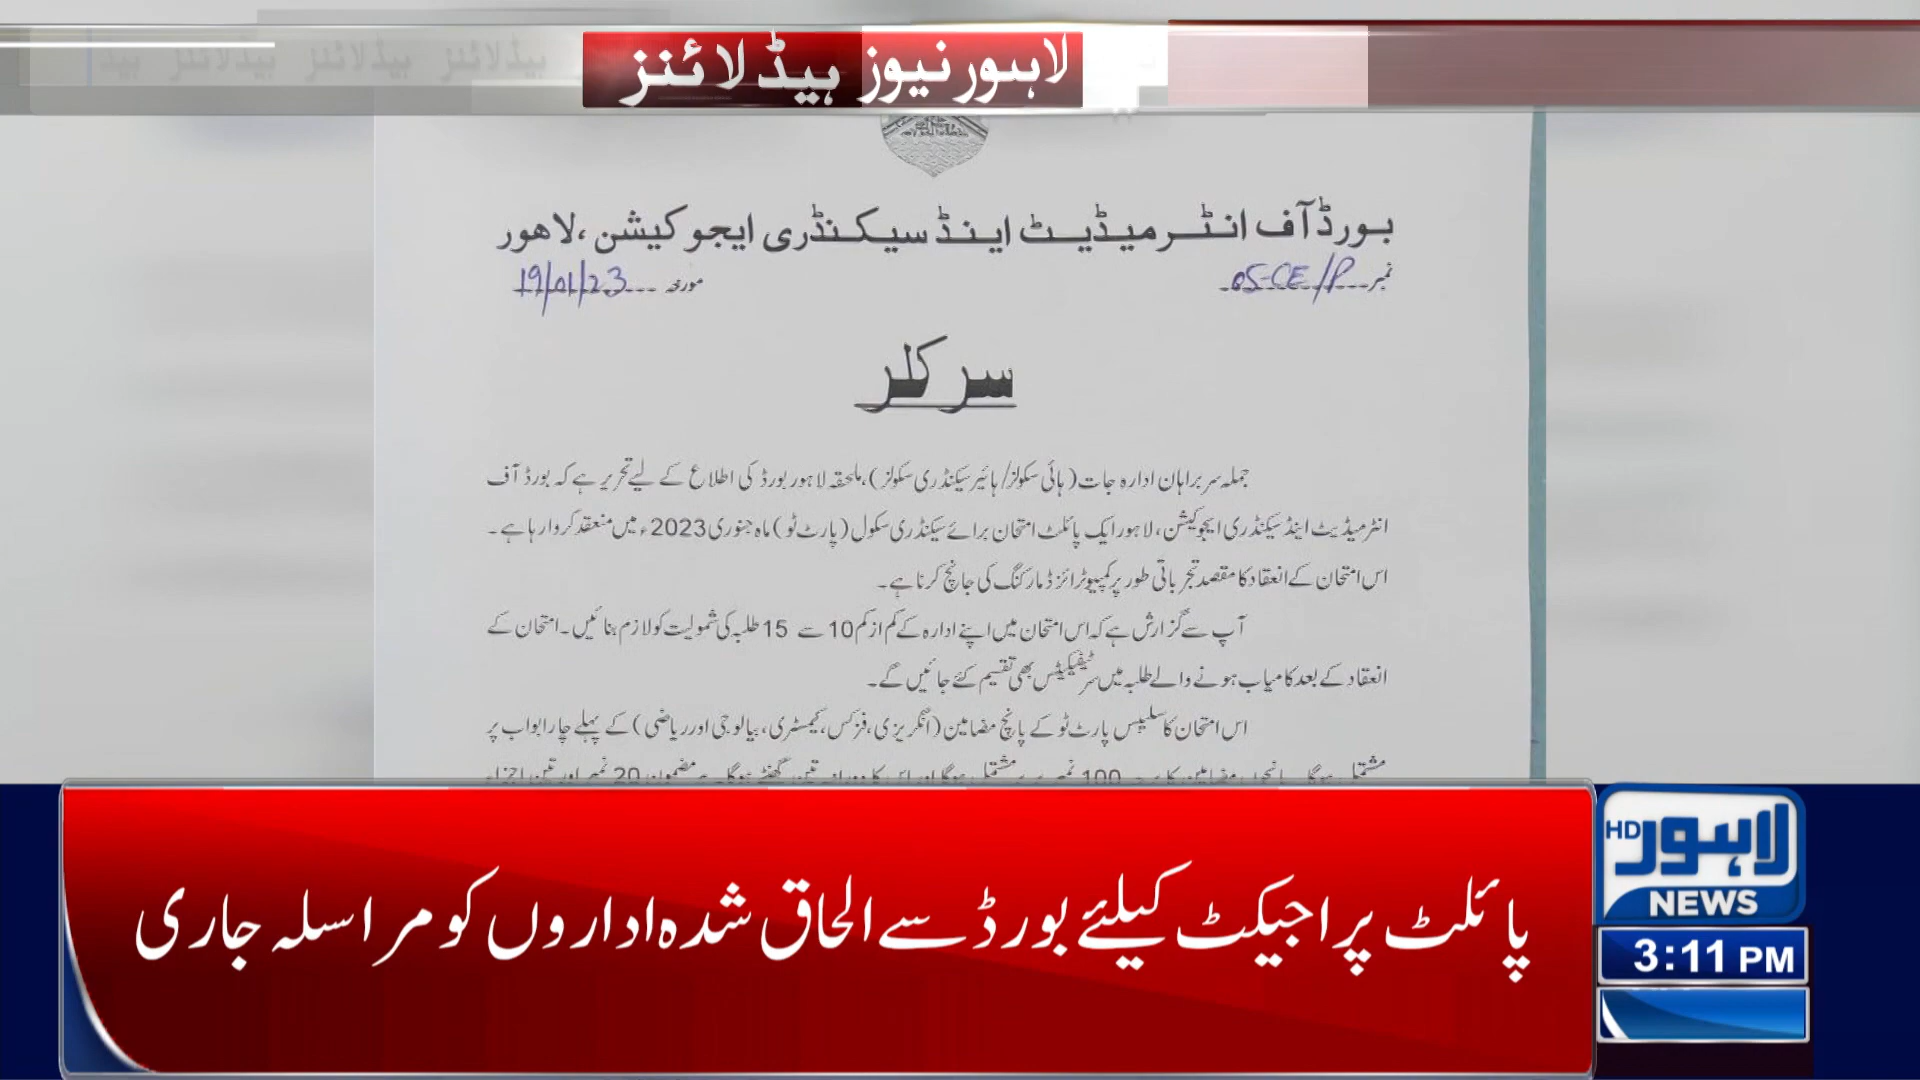 لاہور نیوز ہیڈلائنز
بورڈ آف انٹرمیڈیٹ اینڈ سیکنڈری ایجوکیشن، لاہور
نمبر 05-CE/P مورخہ 19/01/23
سرکلر
جملہ سربراہان ادارہ جات (ہائی سکولز/ہائیر سیکنڈری سکولز)، ملحقہ لاہور بورڈ کی اطلاع کے لیے تحریر ہے کہ بورڈ آف
انٹرمیڈیٹ اینڈ سیکنڈری ایجوکیشن، لاہور ایک پائلٹ امتحان برائے سیکنڈری سکول (پارٹ ٹو) ماہ جنوری 2023ء میں منعقد کروا رہا ہے۔
اس امتحان کے انعقاد کا مقصد تجرباتی طور پر کمپیوٹرائزڈ مارکنگ کی جانچ کرنا ہے۔
آپ سے گزارش ہے کہ اس امتحان میں اپنے ادارہ کے کم از کم 10 سے 15 طلبہ کی شمولیت کو لازم بنائیں۔ امتحان کے
انعقاد کے بعد کامیاب ہونے والے طلبہ میں سرٹیفکیٹس بھی تقسیم کئے جائیں گے۔
اس امتحان کا سلیبس پارٹ ٹو کے پانچ مضامین (انگریزی، فزکس، کیمسٹری، بیالوجی اور ریاضی) کے پہلے چار ابواب پر
پائلٹ پراجیکٹ کیلئے بورڈ سے الحاق شدہ اداروں کو مراسلہ جاری
لاہور HD
NEWS
3:11 PM